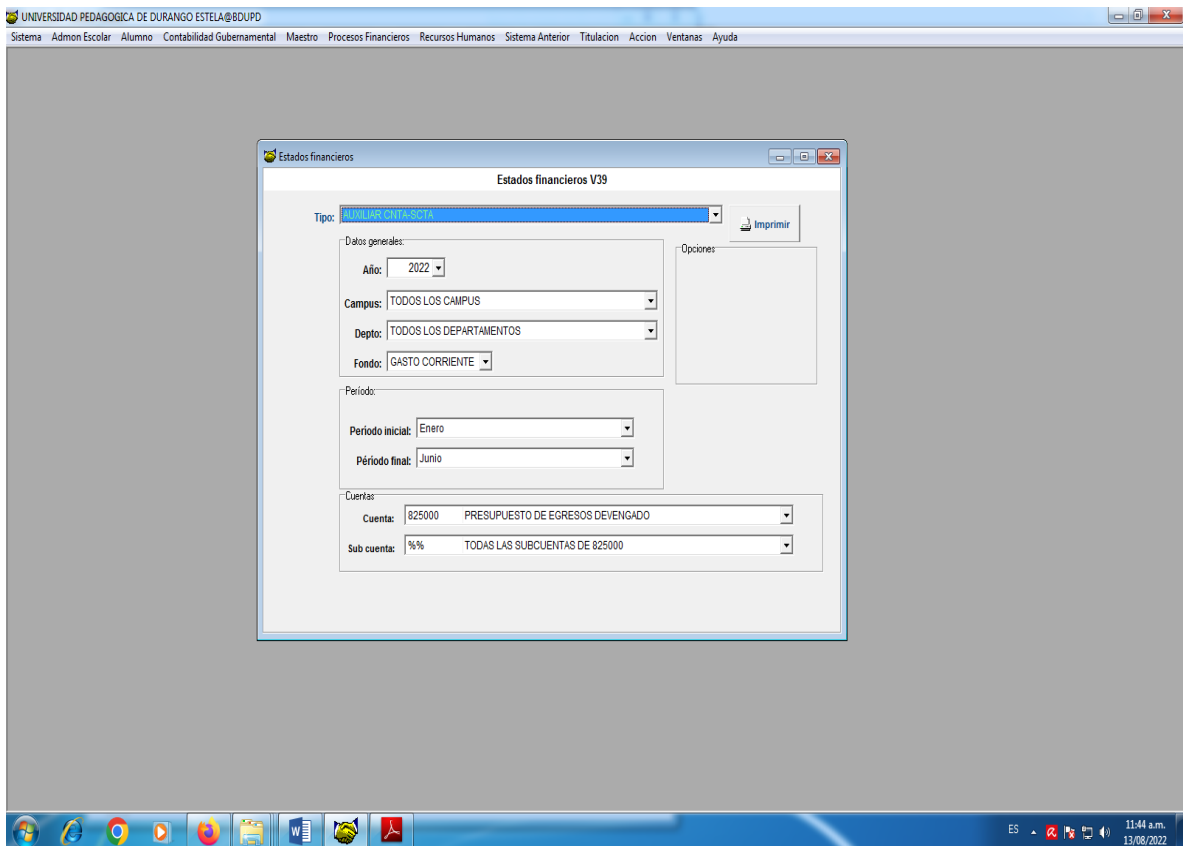 UNIVERSIDAD PEDAGOGICA DE DURANGO ESTELA@BDUPD
Sistema Admon Escolar Alumno Contabilidad Gubernamental Maestro Procesos Financieros Recursos Humanos Sistema Anterior Titulacion Accion Ventanas Ayuda
Estados financieros
Estados financieros V39
Tipo: AUXILIAR CNTA-SCTA
Imprimir
Datos generales:
Opciones
Año: 2022
Campus: TODOS LOS CAMPUS
Depto: TODOS LOS DEPARTAMENTOS
Fondo: GASTO CORRIENTE
Período:
Periodo inicial: Enero
Périodo final: Junio
Cuentas
Cuenta: 825000 PRESUPUESTO DE EGRESOS DEVENGADO
Sub cuenta: %% TODAS LAS SUBCUENTAS DE 825000
ES
11:44 a.m.
13/08/2022